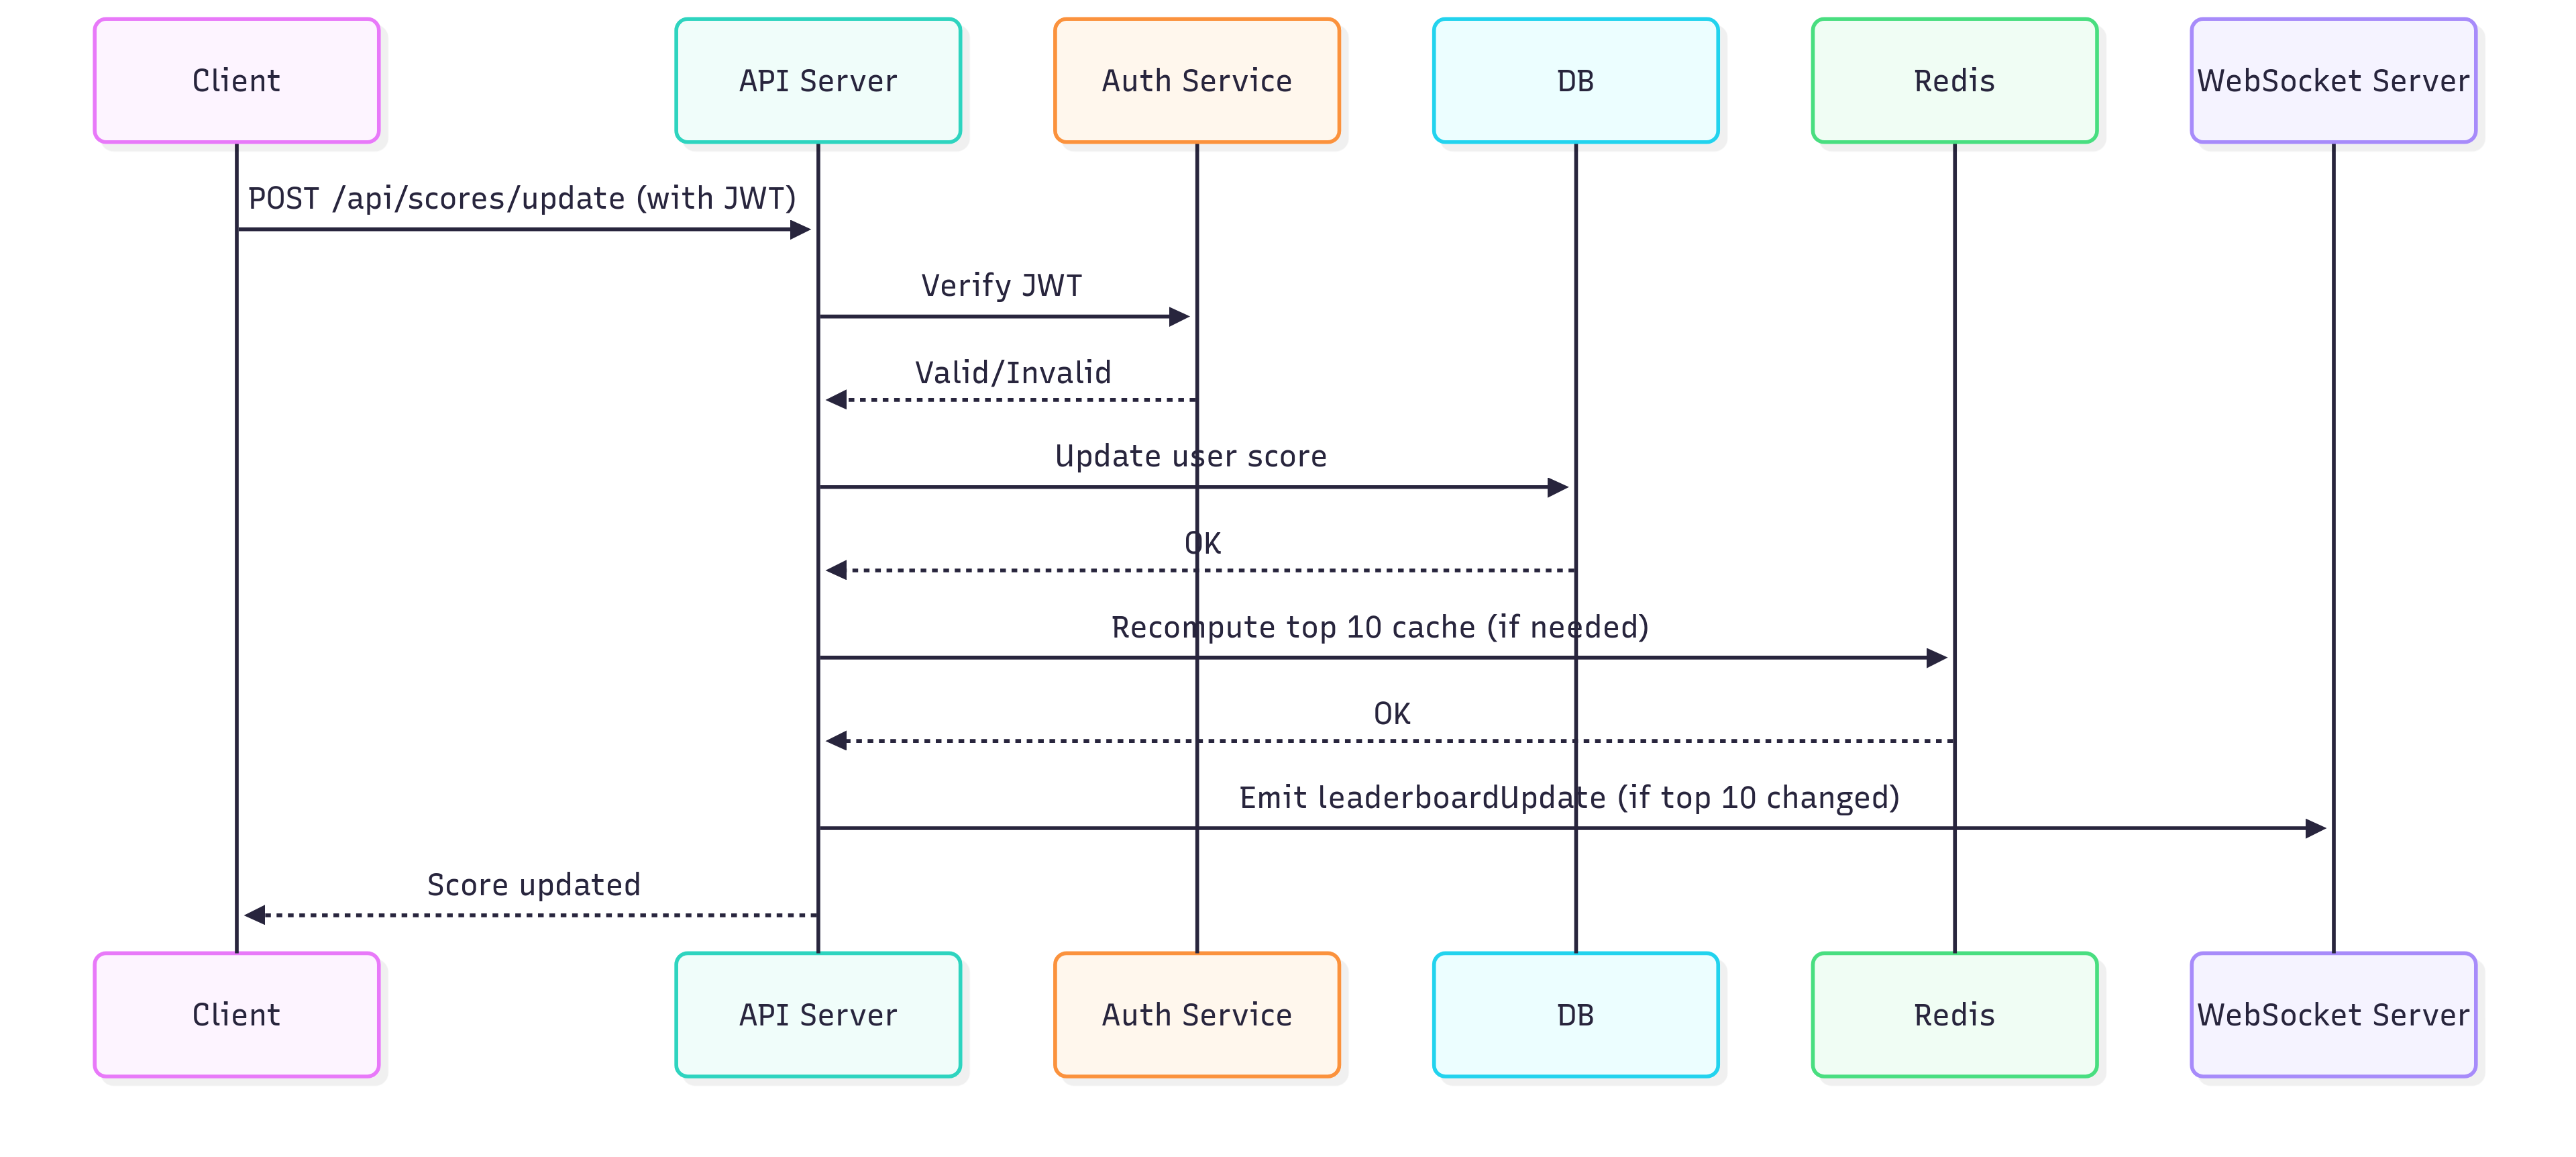 Client
API Server
Auth Service
DB
Redis
WebSocket Server
POST /api/scores/update (with JWT)
Verify JWT
Valid/Invalid
Update user score
OK
Recompute top 10 cache (if needed)
OK
Emit leaderboardUpdate (if top 10 changed)
Score updated
Client
API Server
Auth Service
DB
Redis
WebSocket Server